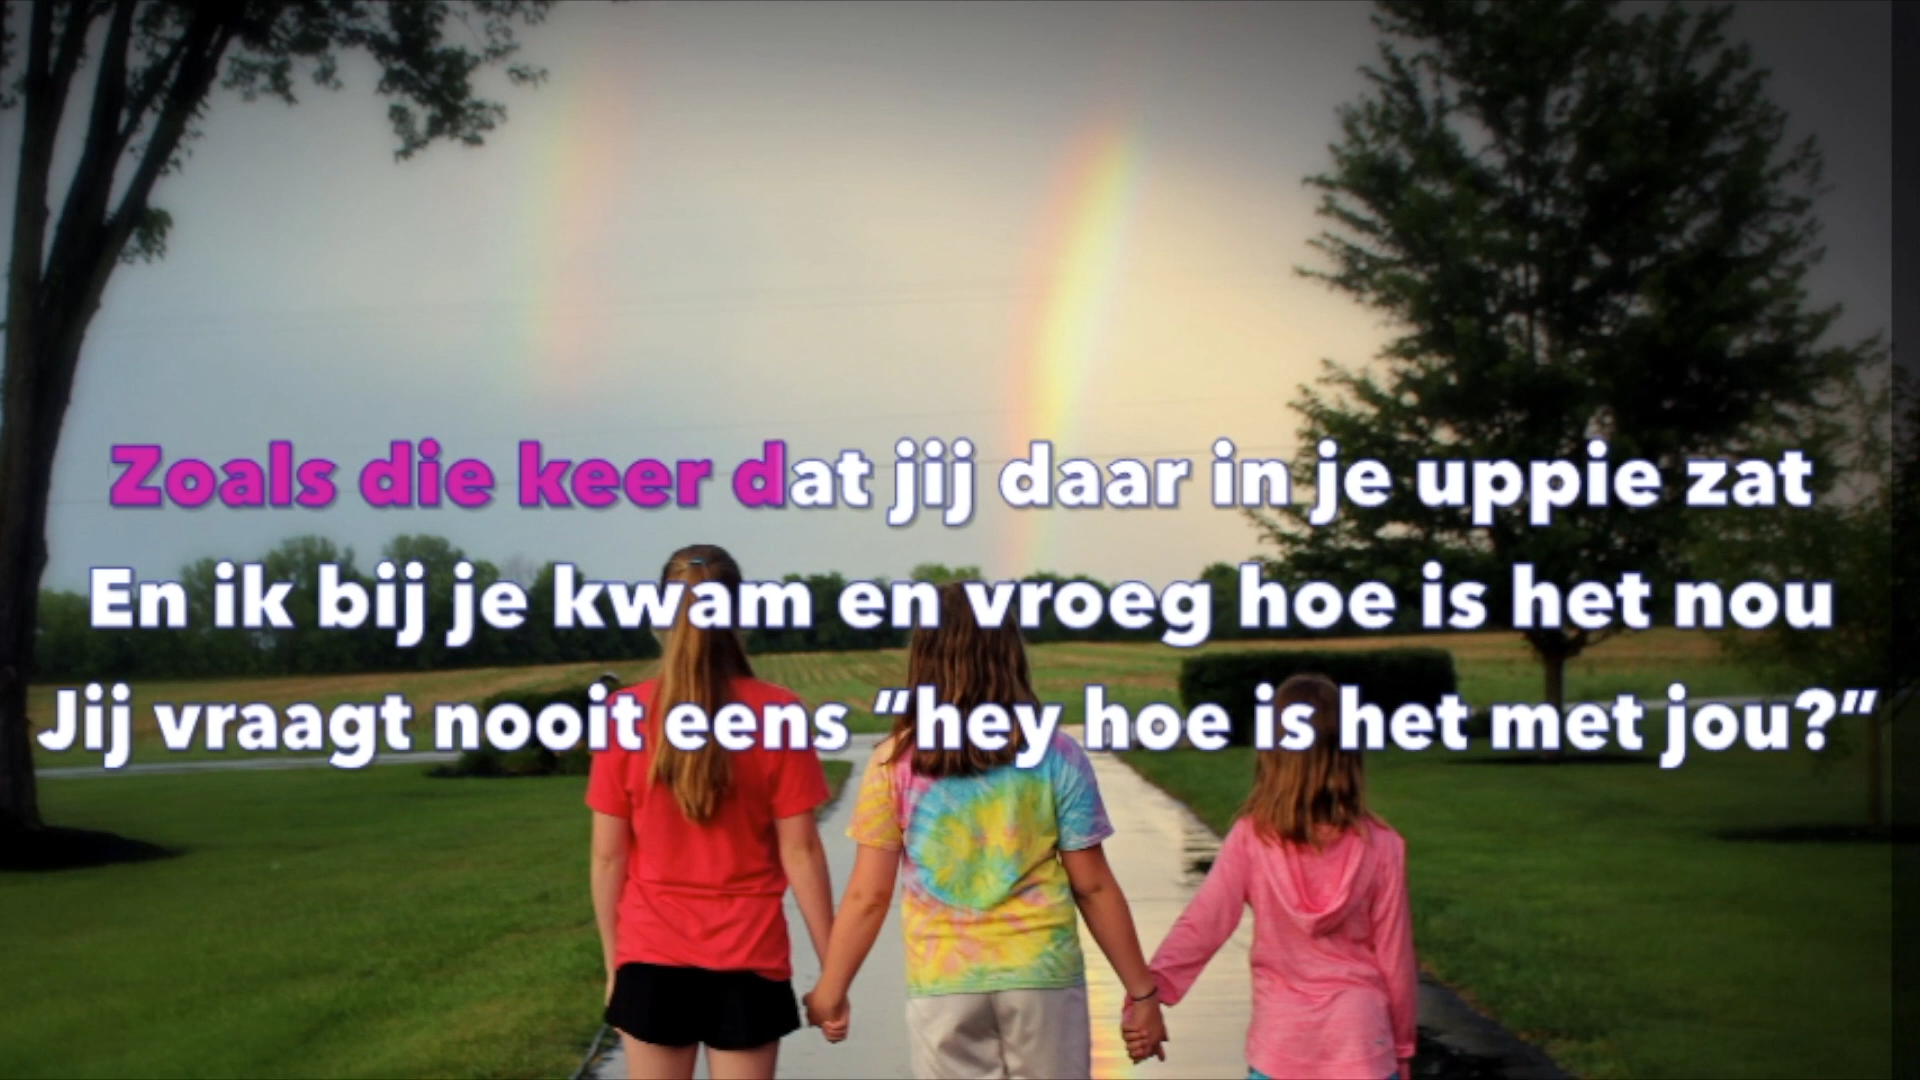 Zoals die keer dat jij daar in je uppie zat
En ik bij je kwam en vroeg hoe is het nou
Jij vraagt nooit eens “hey hoe is het met jou?”